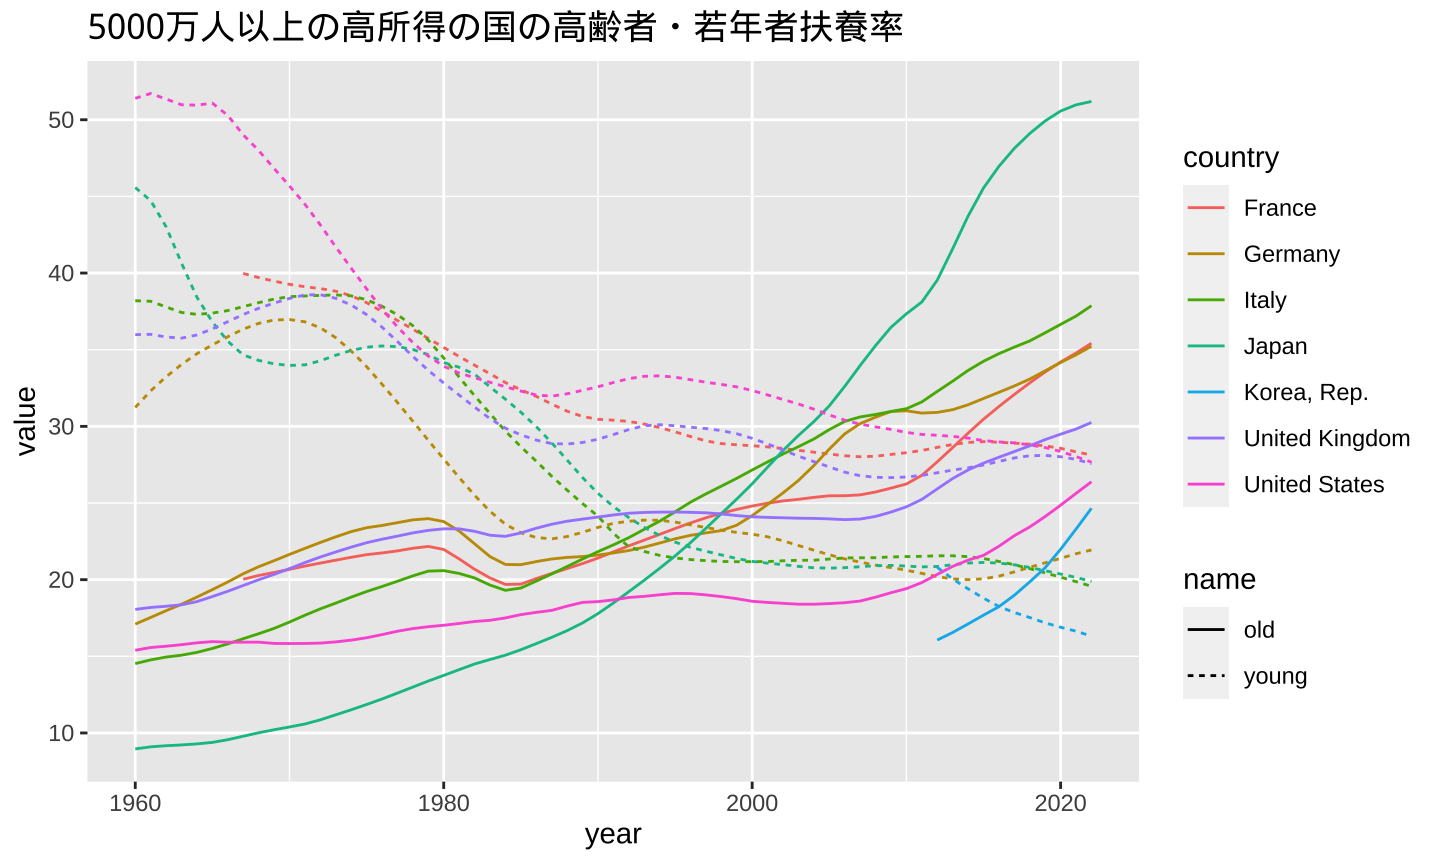 5000万人以上の高所得の国の高齢者・若年者扶養率
value
50
40
30
20
10
1960
1980
2000
2020
year
country
France
Germany
Italy
Japan
Korea, Rep.
United Kingdom
United States
name
old
young